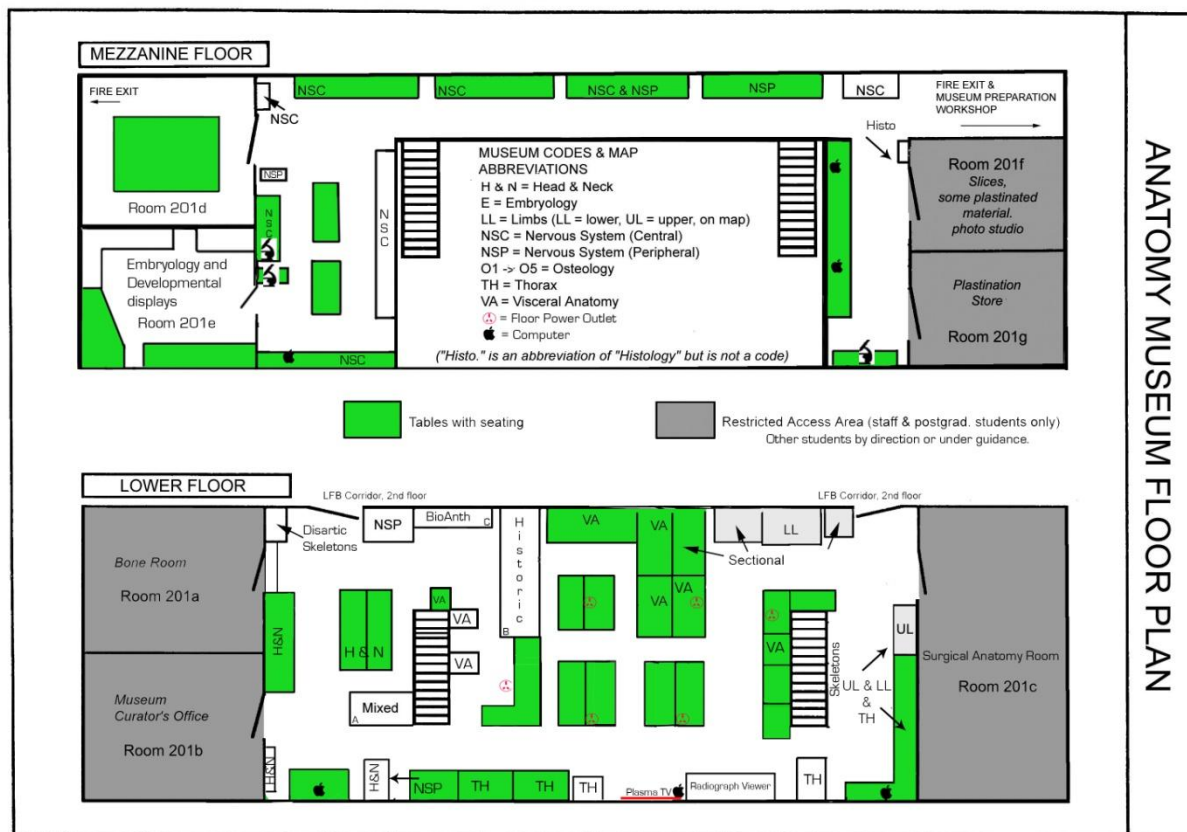 ANATOMY MUSEUM FLOOR PLAN
MEZZANINE FLOOR
FIRE EXIT
NSC
NSC
NSC
NSC & NSP
NSP
NSC
FIRE EXIT &
MUSEUM PREPARATION
WORKSHOP
Histo
Room 201d
NSP
NSC
NSC
Embryology and
Developmental
displays
Room 201e
NSC
MUSEUM CODES & MAP
ABBREVIATIONS
H & N = Head & Neck
E = Embryology
LL = Limbs (LL = lower, UL = upper, on map)
NSC = Nervous System (Central)
NSP = Nervous System (Peripheral)
O1 -> O5 = Osteology
TH = Thorax
VA = Visceral Anatomy
= Floor Power Outlet
= Computer
("Histo." is an abbreviation of "Histology" but is not a code)
Room 201f
Slices,
some plastinated
material.
photo studio
Plastination
Store
Room 201g
Tables with seating
Restricted Access Area (staff & postgrad. students only)
Other students by direction or under guidance.
LOWER FLOOR
LFB Corridor, 2nd floor
LFB Corridor, 2nd floor
Disartic
Skeletons
NSP
BioAnth
C
Historic
B
VA
VA
VA
VA
VA
Sectional
LL
Bone Room
Room 201a
H&N
H & N
VA
VA
VA
Mixed
A
VA
Skeletons
UL
UL & LL
&
TH
Surgical Anatomy Room
Room 201c
Museum
Curator's Office
Room 201b
H&N
H&N
NSP
TH
TH
TH
Plasma TV
Radiograph Viewer
TH